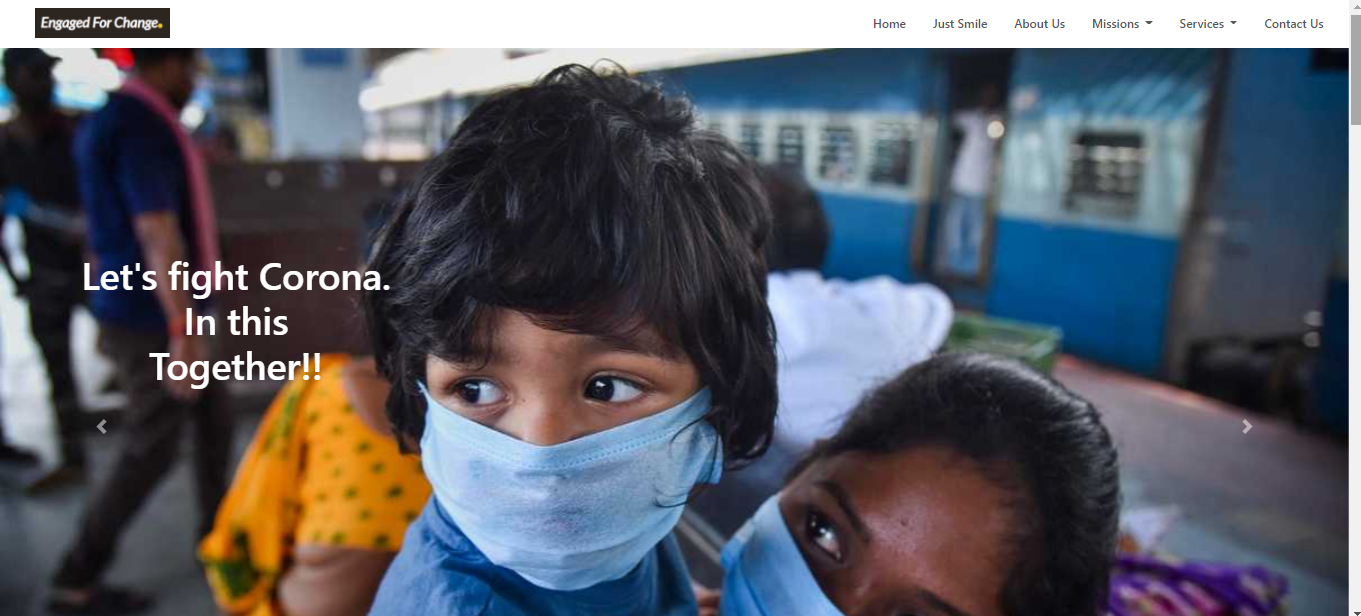 Engaged For Change.
Home Just Smile About Us Missions Services Contact Us
Let's fight Corona.
In this
Together!!